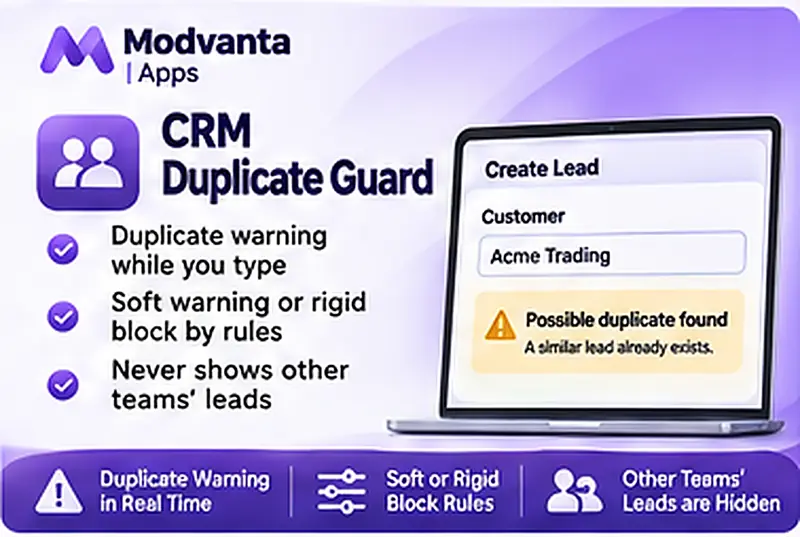 Modvanta
| Apps
CRM
Duplicate Guard
Duplicate warning
while you type
Soft warning or rigid
block by rules
Never shows other
teams' leads
Create Lead
Customer
Acme Trading
Possible duplicate found
A similar lead already exists.
Duplicate Warning
in Real Time
Soft or Rigid
Block Rules
Other Teams'
Leads are Hidden